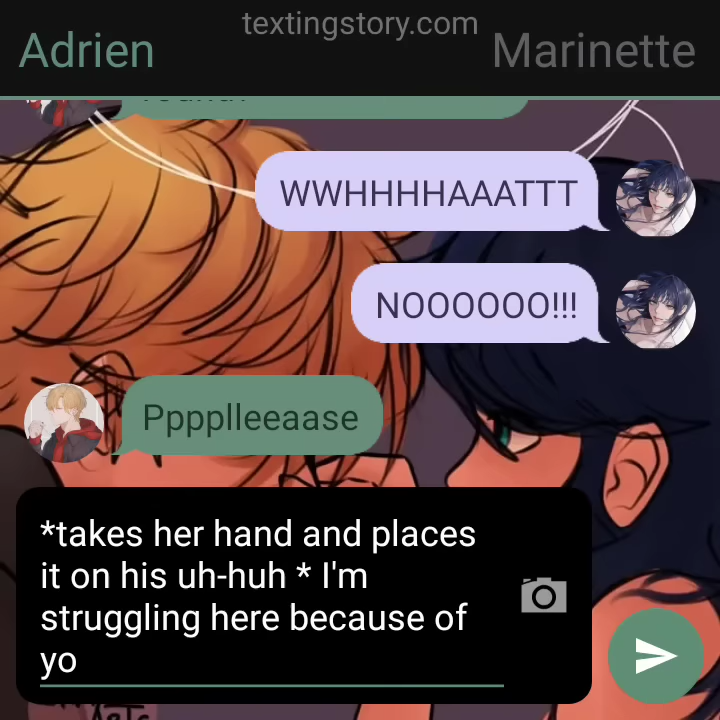 textingstory.com
Adrien
Marinette
WWHHHHAAATTT
NOOOOOO!!!
Pppplleeaase
*takes her hand and places
it on his uh-huh * I'm
struggling here because of
yo